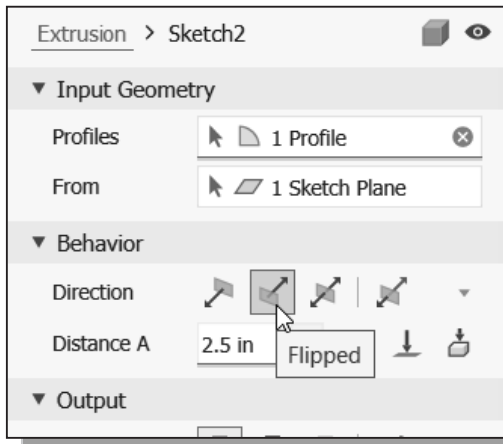 Extrusion > Sketch2
Input Geometry
Profiles 1 Profile
From 1 Sketch Plane
Behavior
Direction
Distance A 2.5 in
Flipped
Output